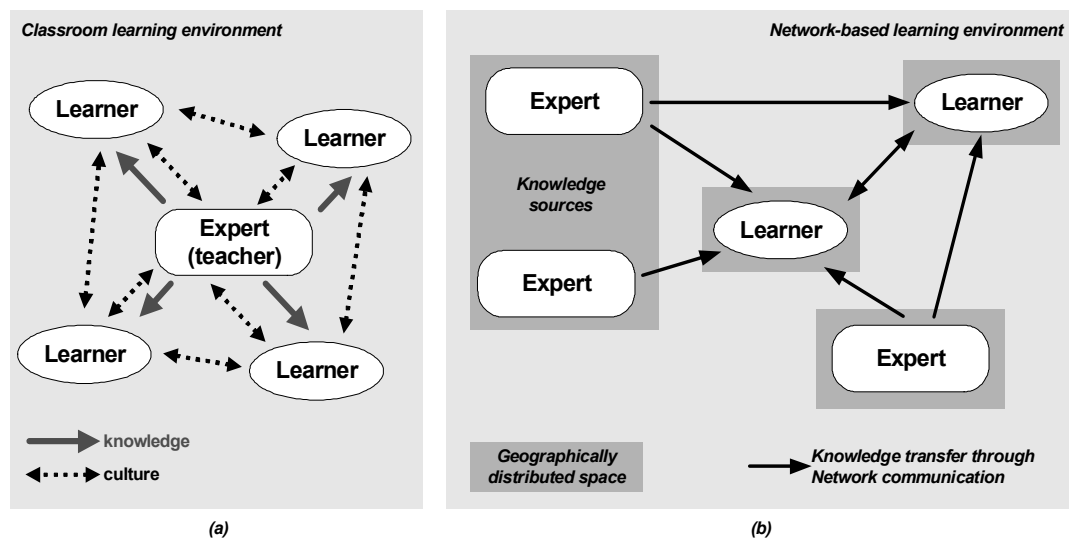 Classroom learning environment
Learner
Learner
Expert
(teacher)
Learner
Learner
knowledge
culture
(a)
Network-based learning environment
Expert
Learner
Knowledge
sources
Learner
Expert
Expert
Geographically
distributed space
Knowledge transfer through
Network communication
(b)